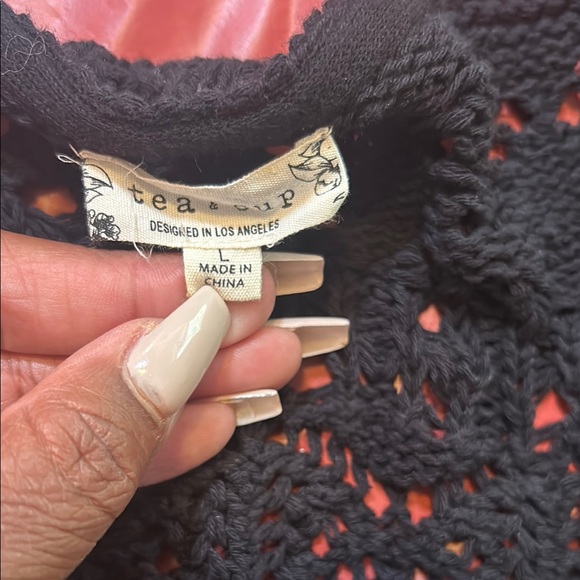 tea & cup
DESIGNED IN LOS ANGELES
L
MADE IN
CHINA